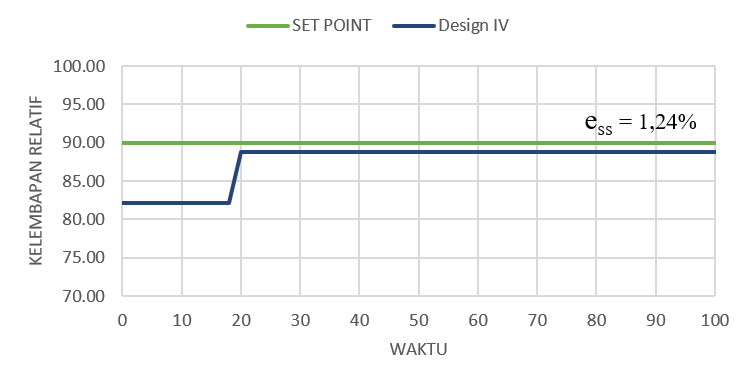 SET POINT Design IV
100.00
95.00
90.00
85.00
80.00
75.00
70.00
KELEMBAPAN RELATIF
ess = 1,24%
0 10 20 30 40 50 60 70 80 90 100
WAKTU